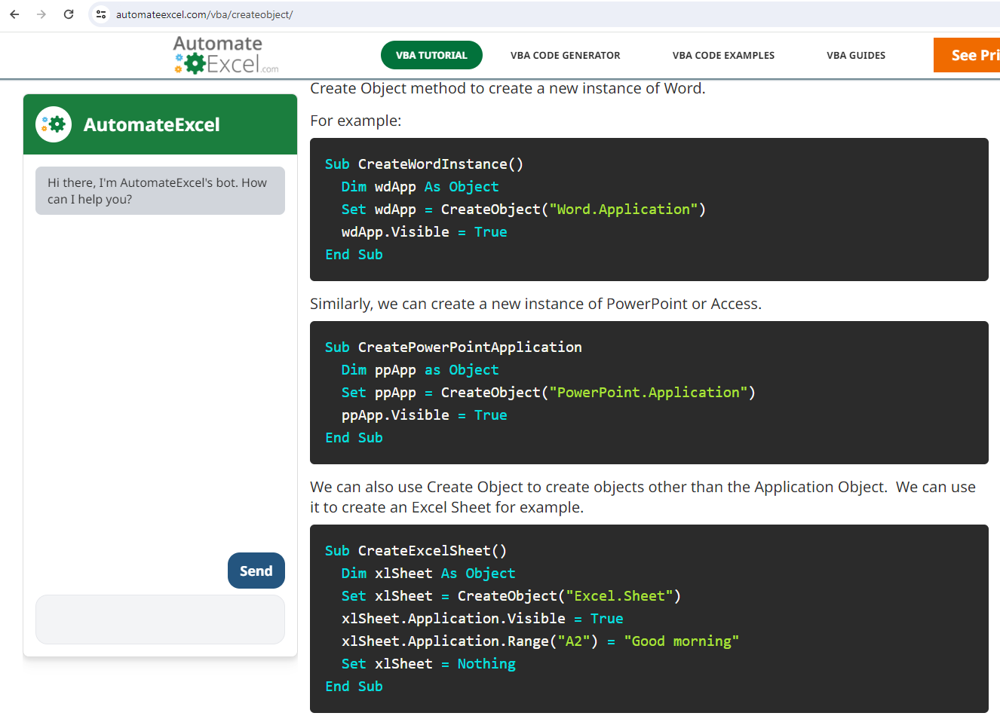 automateexcel.com/vba/createobject/
Automate
Excel.com
VBA TUTORIAL
VBA CODE GENERATOR
VBA CODE EXAMPLES
VBA GUIDES
See Pri
AutomateExcel
Hi there, I'm AutomateExcel's bot. How
can I help you?
Send
Create Object method to create a new instance of Word.
For example:
Sub CreateWordInstance()
Dim wdApp As Object
Set wdApp = CreateObject("Word.Application")
wdApp.Visible = True
End Sub
Similarly, we can create a new instance of PowerPoint or Access.
Sub CreatePowerPointApplication
Dim ppApp as Object
Set ppApp = CreateObject("PowerPoint.Application")
ppApp.Visible = True
End Sub
We can also use Create Object to create objects other than the Application Object.  We can use
it to create an Excel Sheet for example.
Sub CreateExcelSheet()
Dim xlSheet As Object
Set xlSheet = CreateObject("Excel.Sheet")
xlSheet.Application.Visible = True
xlSheet.Application.Range("A2") = "Good morning"
Set xlSheet = Nothing
End Sub